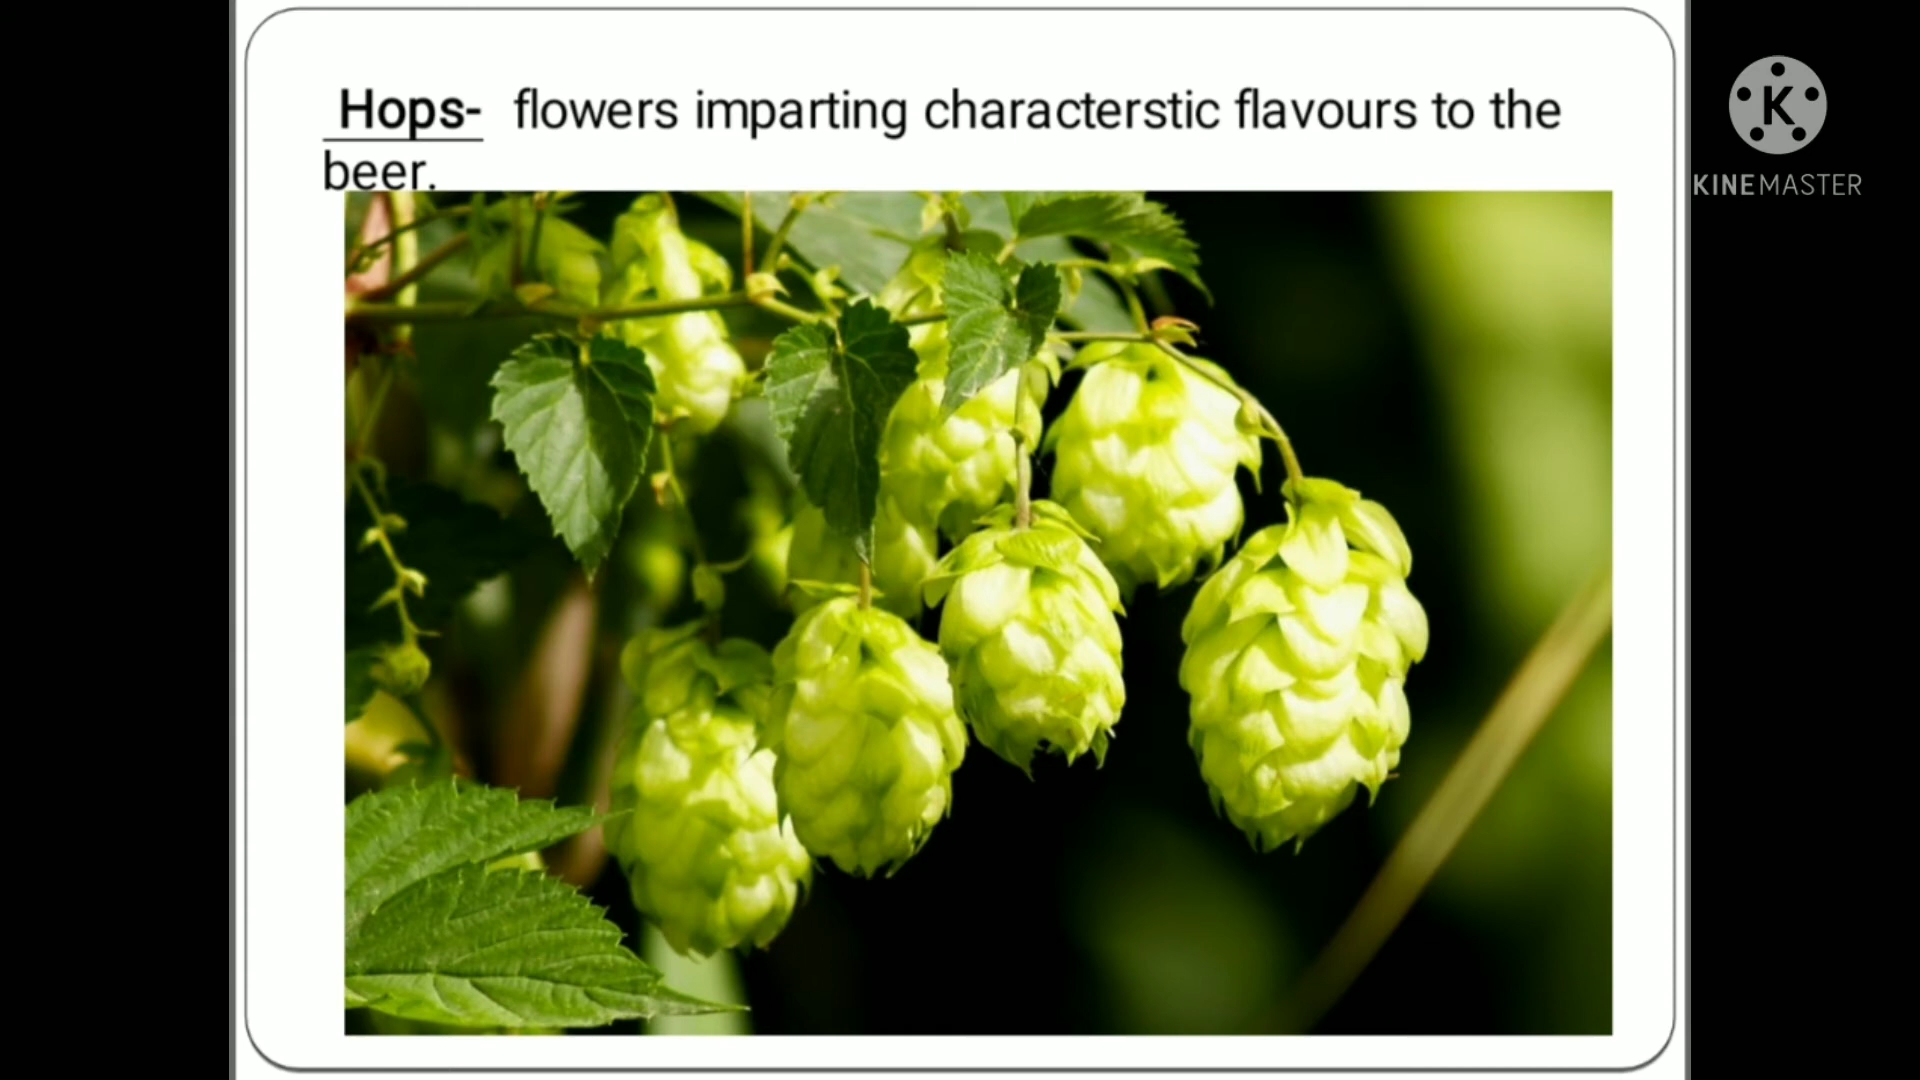 Hops- flowers imparting characterstic flavours to the
beer.
K
KINEMASTER